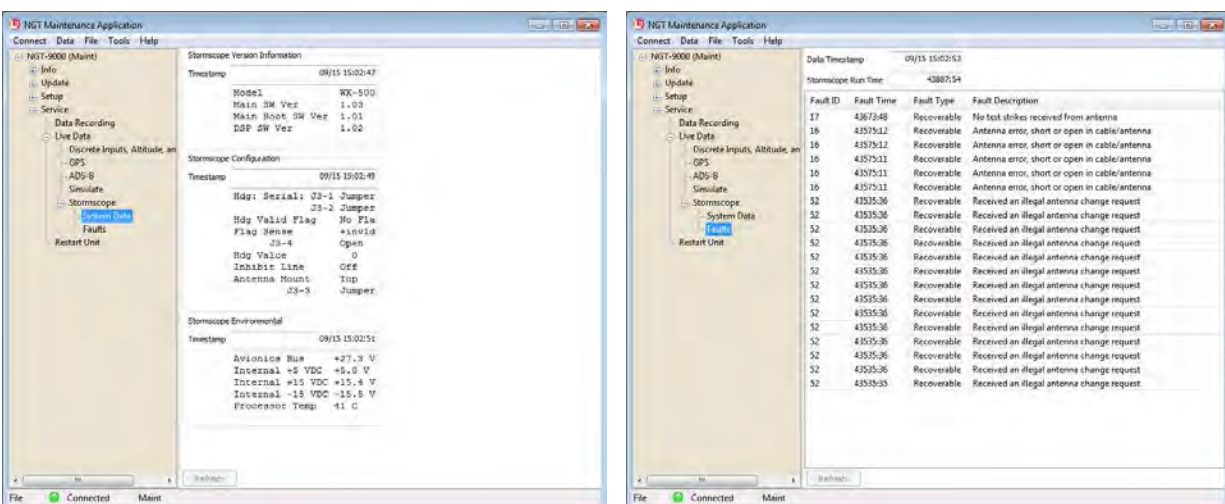 NGT Maintenance Application
Connect Data File Tools Help
NGT-9000 (Maint)
Info
Update
Setup
Service
Data Recording
Live Data
Discrete Inputs, Altitude, an
GPS
ADS-B
Simulate
Stormscope
System Data
Faults
Restart Unit
Stormscope Version Information
Timestamp 09/15 15:02:47
Model WX-500
Main SW Ver 1.03
Main Boot SW Ver 1.01
DSP SW Ver 1.02
Stormscope Configuration
Timestamp 09/15 15:02:49
Hdg: Serial: J3-1 Jumper
J3-2 Jumper
Hdg Valid Flag No Fla
Flag Sense +invld
J3-4 Open
Hdg Value 0
Inhibit Line Off
Antenna Mount Top
J3-3 Jumper
Stormscope Environmental
Timestamp 09/15 15:02:51
Avionics Bus +27.3 V
Internal +5 VDC +5.0 V
Internal +15 VDC +15.4 V
Internal -15 VDC -15.5 V
Processor Temp 41 C
Refresh
File Connected Maint
NGT Maintenance Application
Connect Data File Tools Help
NGT-9000 (Maint)
Info
Update
Setup
Service
Data Recording
Live Data
Discrete Inputs, Altitude, an
GPS
ADS-B
Simulate
Stormscope
System Data
Faults
Restart Unit
Data Timestamp 09/15 15:02:53
Stormscope Run Time 43887:54
Fault ID Fault Time Fault Type Fault Description
17 43673:48 Recoverable No test strikes received from antenna
16 43575:12 Recoverable Antenna error, short or open in cable/antenna
16 43575:12 Recoverable Antenna error, short or open in cable/antenna
16 43575:11 Recoverable Antenna error, short or open in cable/antenna
16 43575:11 Recoverable Antenna error, short or open in cable/antenna
16 43575:11 Recoverable Antenna error, short or open in cable/antenna
52 43535:36 Recoverable Received an illegal antenna change request
52 43535:36 Recoverable Received an illegal antenna change request
52 43535:36 Recoverable Received an illegal antenna change request
52 43535:36 Recoverable Received an illegal antenna change request
52 43535:36 Recoverable Received an illegal antenna change request
52 43535:36 Recoverable Received an illegal antenna change request
52 43535:36 Recoverable Received an illegal antenna change request
52 43535:36 Recoverable Received an illegal antenna change request
52 43535:36 Recoverable Received an illegal antenna change request
52 43535:36 Recoverable Received an illegal antenna change request
52 43535:36 Recoverable Received an illegal antenna change request
52 43535:36 Recoverable Received an illegal antenna change request
52 43535:36 Recoverable Received an illegal antenna change request
52 43535:35 Recoverable Received an illegal antenna change request
Refresh
File Connected Maint